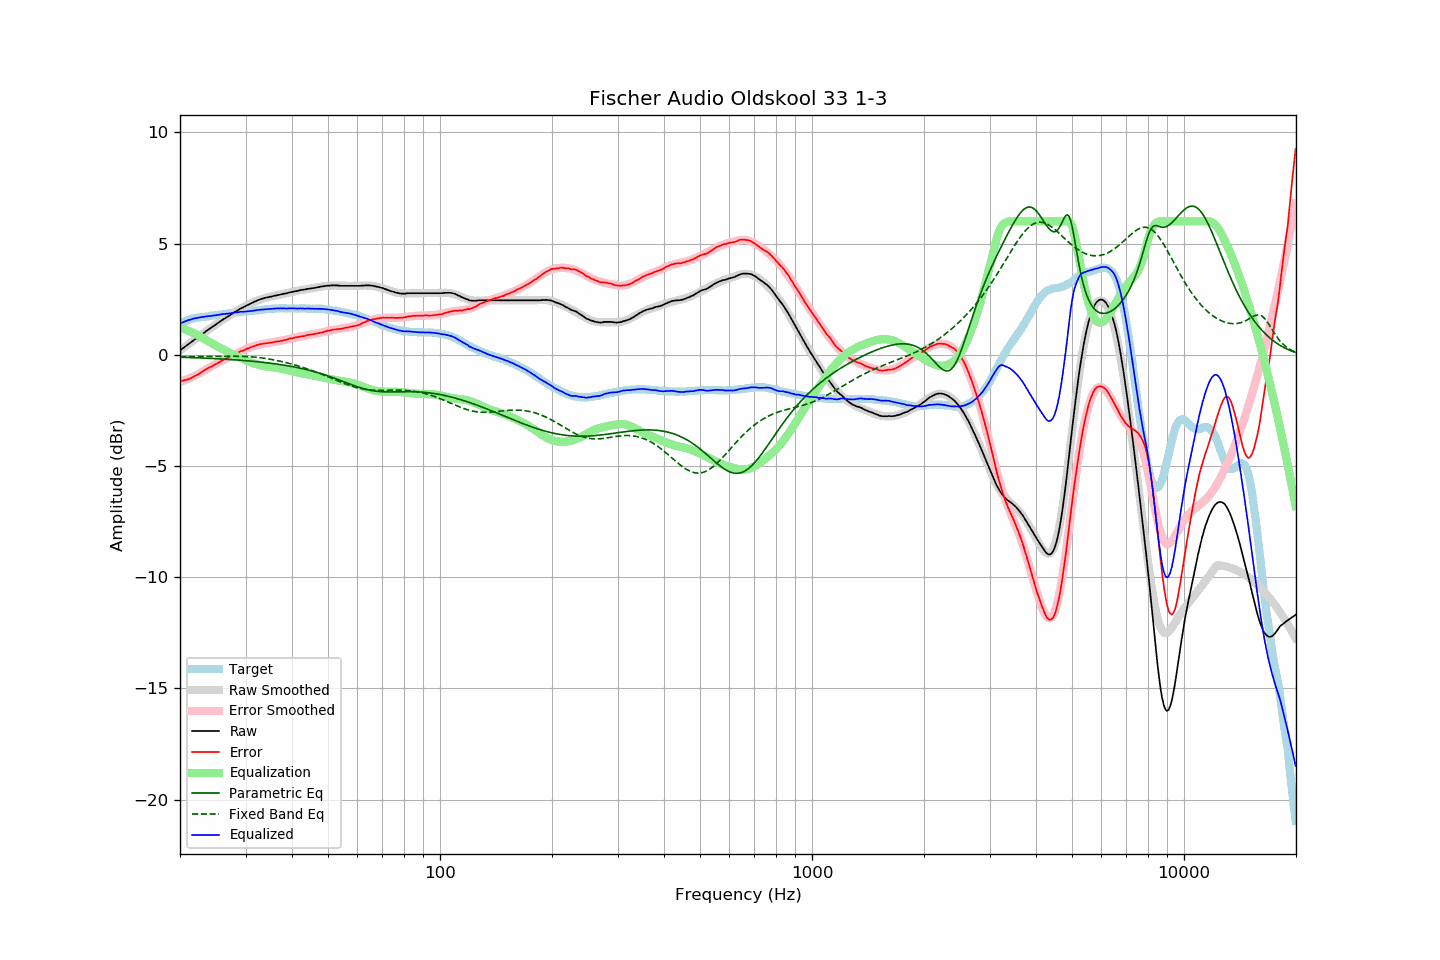 Fischer Audio Oldskool 33 1-3
10
5
0
−5
−10
−15
−20
Amplitude (dBr)
Target
Raw Smoothed
Error Smoothed
Raw
Error
Equalization
Parametric Eq
Fixed Band Eq
Equalized
100
1000
10000
Frequency (Hz)